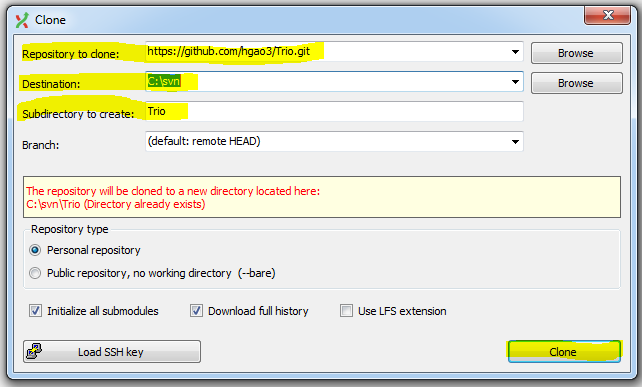 Clone
Repository to clone: https://github.com/hgao3/Trio.git Browse
Destination: C:\svn Browse
Subdirectory to create: Trio
Branch: (default: remote HEAD)
The repository will be cloned to a new directory located here:
C:\svn\Trio (Directory already exists)
Repository type
Personal repository
Public repository, no working directory (--bare)
Initialize all submodules Download full history Use LFS extension
Load SSH key Clone